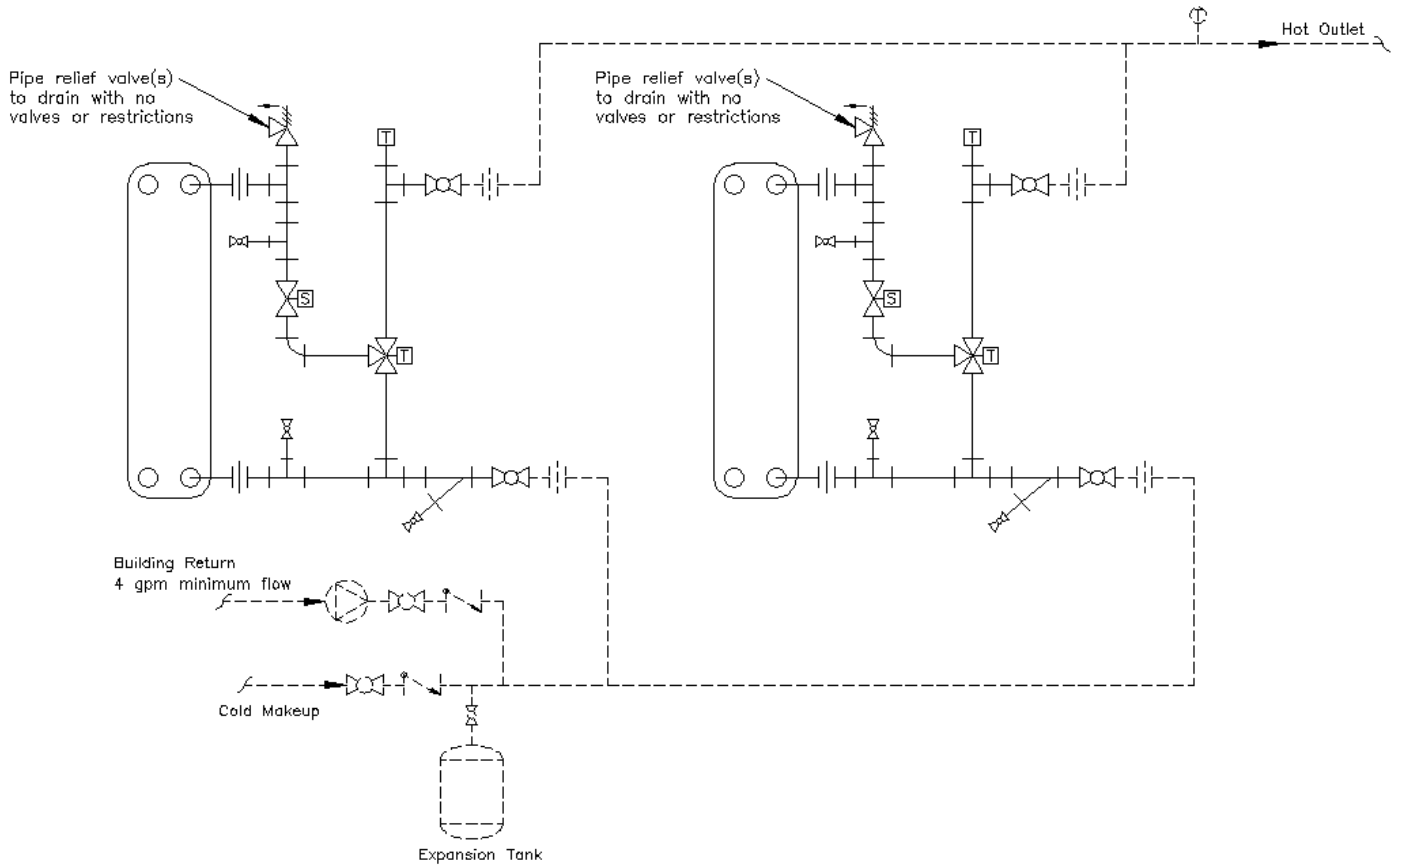 T
Hot Outlet
Pipe relief valve(s)
to drain with no
valves or restrictions
Pipe relief valve(s)
to drain with no
valves or restrictions
T
T
S
S
T
T
Building Return
4 gpm minimum flow
Cold Makeup
Expansion Tank